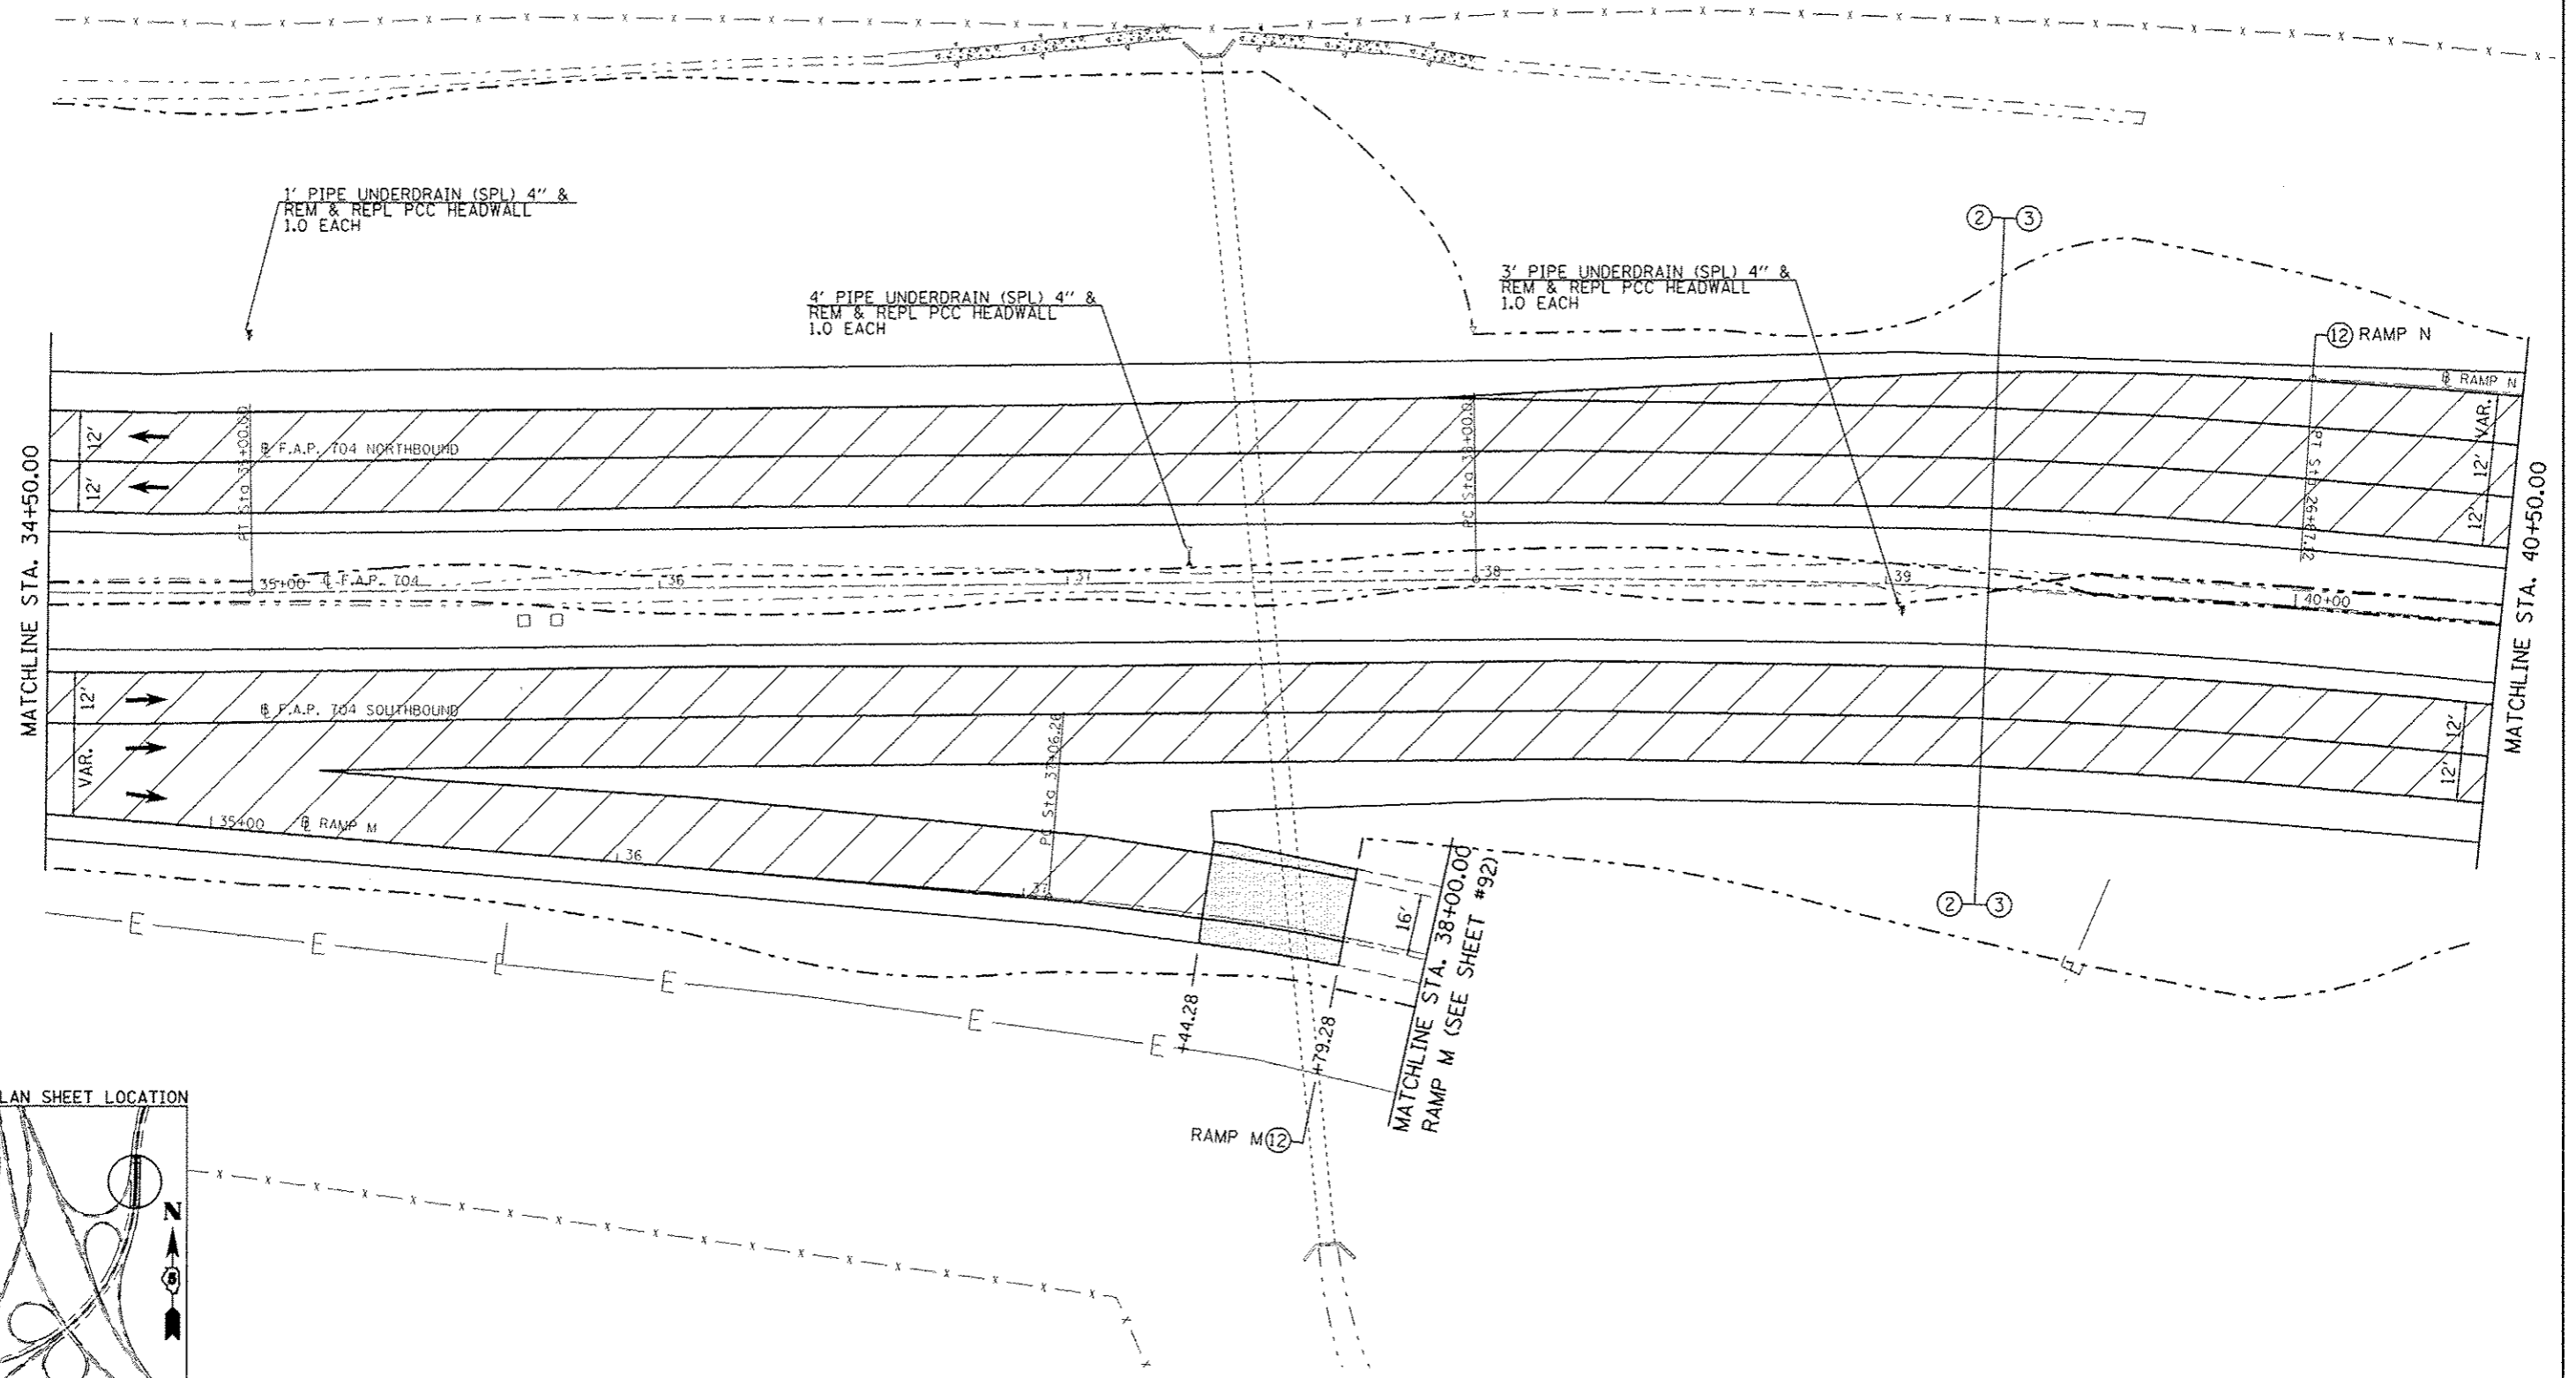 1' PIPE UNDERDRAIN (SPL) 4" &
REM & REPL PCC HEADWALL
1.0 EACH
4' PIPE UNDERDRAIN (SPL) 4" &
REM & REPL PCC HEADWALL
1.0 EACH
3' PIPE UNDERDRAIN (SPL) 4" &
REM & REPL PCC HEADWALL
1.0 EACH
2 3
12 RAMP N
℄ RAMP N
MATCHLINE STA. 34+50.00
12'
12'
℄ F.A.P. 704 NORTHBOUND
VAR.
12'
12'
MATCHLINE STA. 40+50.00
35+00 ℄ F.A.P. 704
36
37
38
39
40+00
12'
VAR.
℄ F.A.P. 704 SOUTHBOUND
PC Sta 37+06.26
12'
12'
35+00
℄ RAMP M
36
37
16'
2 3
E E E E E E
+44.28
+79.28
MATCHLINE STA. 38+00.00
RAMP M (SEE SHEET #92)
RAMP M 12
LAN SHEET LOCATION
N